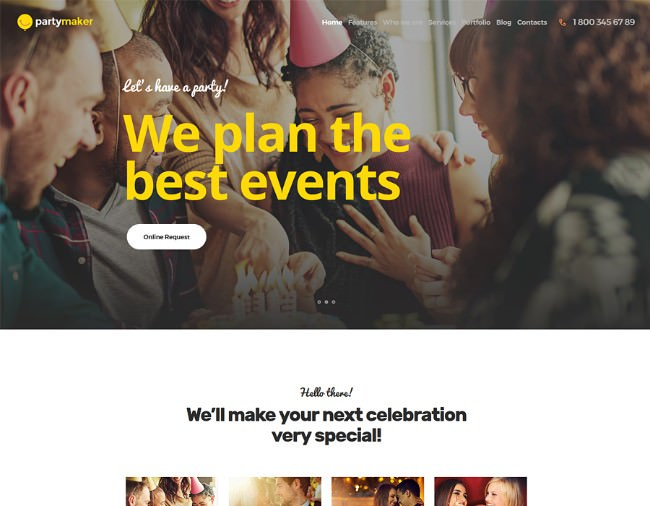 partymaker
Home Features Who we are Services Portfolio Blog Contacts 1 800 345 67 89
Let's have a party!
We plan the
best events
Online Request
Hello there!
We'll make your next celebration
very special!